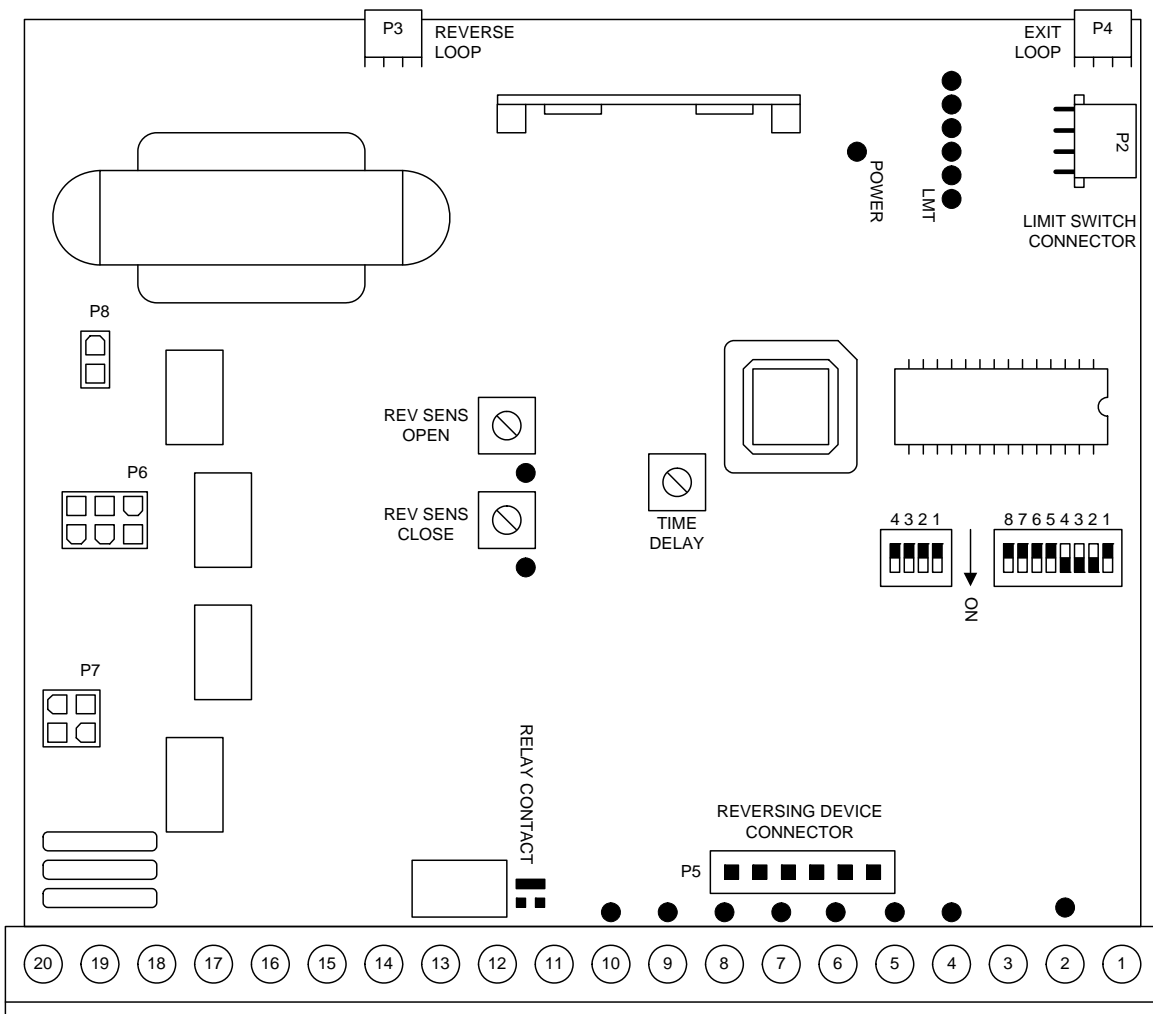 P3
REVERSE
LOOP
EXIT
LOOP
P4
P2
POWER
LMT
LIMIT SWITCH
CONNECTOR
P8
REV SENS
OPEN
P6
REV SENS
CLOSE
TIME
DELAY
4 3 2 1
8 7 6 5 4 3 2 1
ON
P7
RELAY CONTACT
REVERSING DEVICE
CONNECTOR
P5
20 19 18 17 16 15 14 13 12 11 10 9 8 7 6 5 4 3 2 1